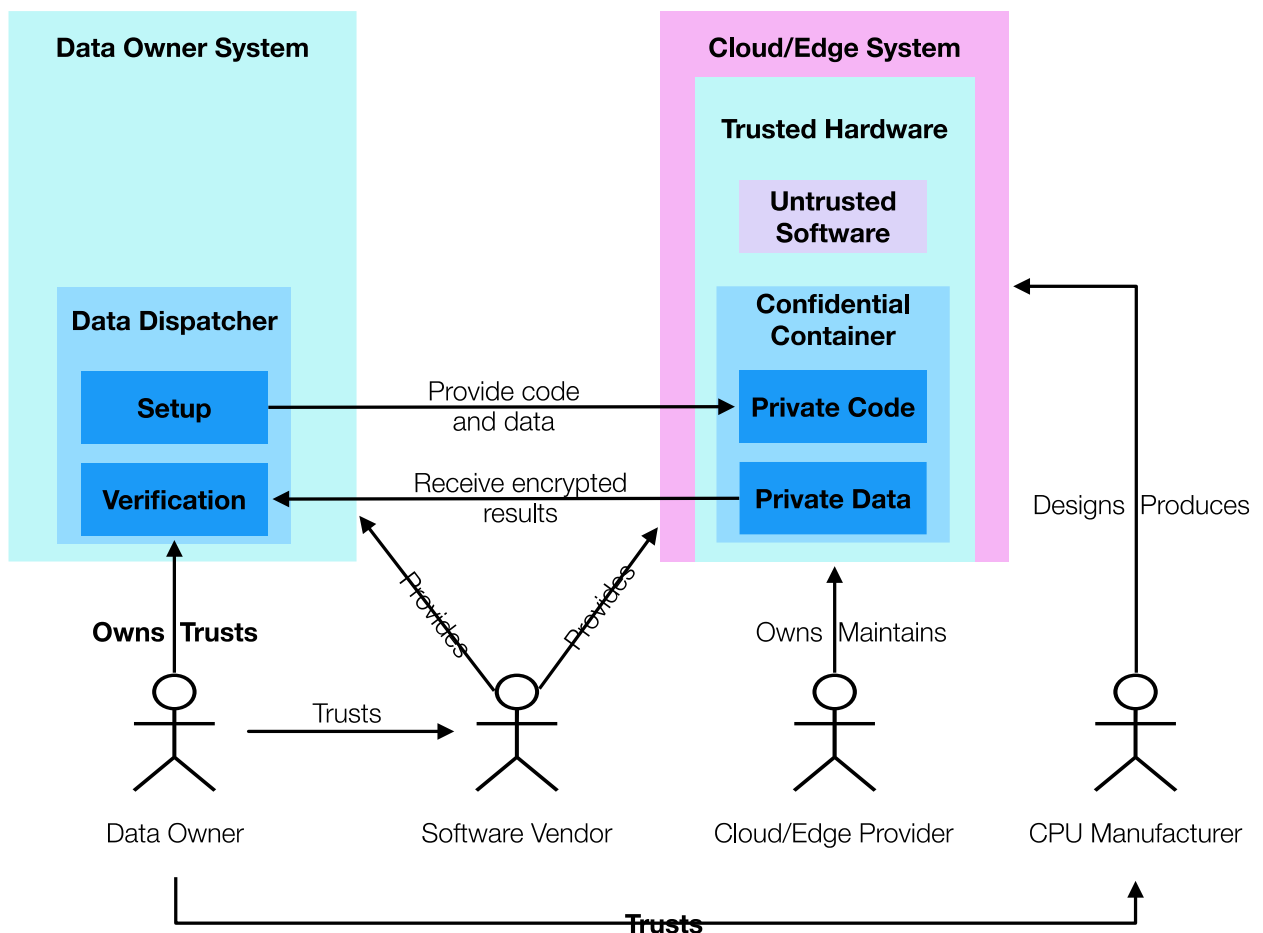 Data Owner System
Cloud/Edge System
Trusted Hardware
Untrusted
Software
Data Dispatcher
Confidential
Container
Setup
Provide code
and data
Private Code
Verification
Receive encrypted
results
Private Data
Designs Produces
Provides
Provides
Owns Trusts
Owns Maintains
Trusts
Data Owner
Software Vendor
Cloud/Edge Provider
CPU Manufacturer
Trusts